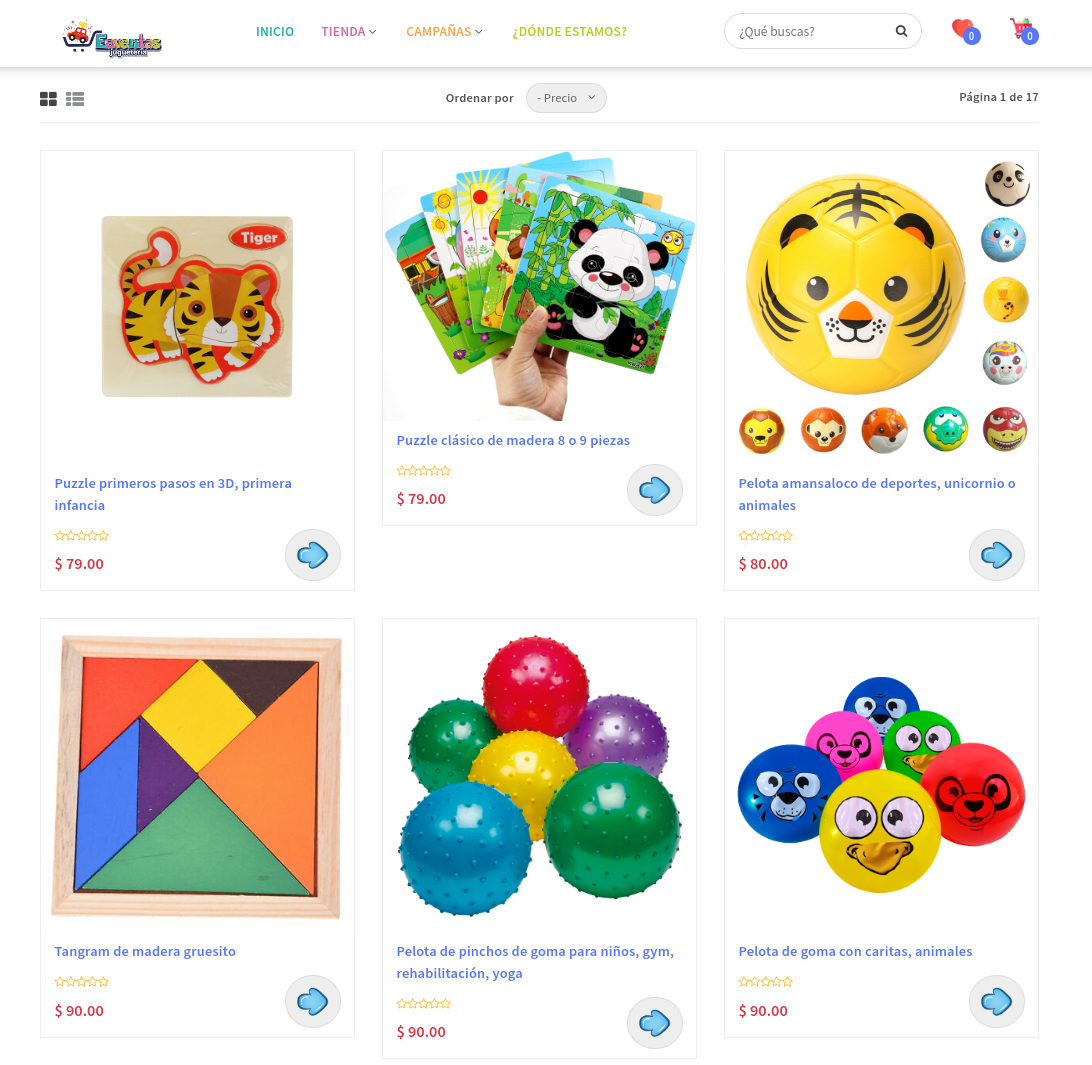 Eeventos
juguetería
INICIO
TIENDA
CAMPAÑAS
¿DÓNDE ESTAMOS?
¿Qué buscas?
0
0
Ordenar por
- Precio
Página 1 de 17
Tiger
Puzzle primeros pasos en 3D, primera
infancia
$ 79.00
Puzzle clásico de madera 8 o 9 piezas
$ 79.00
Pelota amansaloco de deportes, unicornio o
animales
$ 80.00
Tangram de madera gruesito
$ 90.00
Pelota de pinchos de goma para niños, gym,
rehabilitación, yoga
$ 90.00
Pelota de goma con caritas, animales
$ 90.00